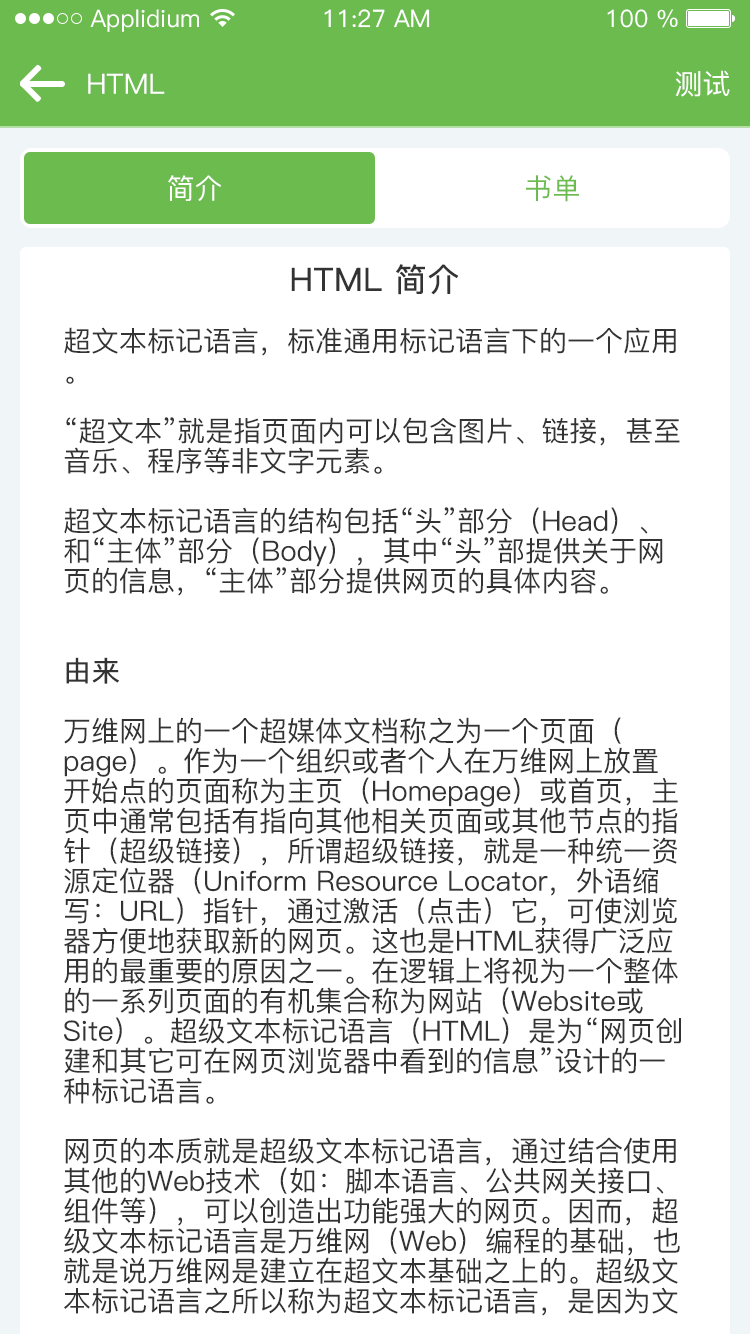 Applidium 11:27 AM 100 %
HTML 测试
简介 书单
HTML 简介
超文本标记语言，标准通用标记语言下的一个应用
。
“超文本”就是指页面内可以包含图片、链接，甚至
音乐、程序等非文字元素。
超文本标记语言的结构包括“头”部分（Head）、
和“主体”部分（Body），其中“头”部提供关于网
页的信息，“主体”部分提供网页的具体内容。
由来
万维网上的一个超媒体文档称之为一个页面（
page）。作为一个组织或者个人在万维网上放置
开始点的页面称为主页（Homepage）或首页，主
页中通常包括有指向其他相关页面或其他节点的指
针（超级链接），所谓超级链接，就是一种统一资
源定位器（Uniform Resource Locator，外语缩
写：URL）指针，通过激活（点击）它，可使浏览
器方便地获取新的网页。这也是HTML获得广泛应
用的最重要的原因之一。在逻辑上将视为一个整体
的一系列页面的有机集合称为网站（Website或
Site）。超级文本标记语言（HTML）是为“网页创
建和其它可在网页浏览器中看到的信息”设计的一
种标记语言。
网页的本质就是超级文本标记语言，通过结合使用
其他的Web技术（如：脚本语言、公共网关接口、
组件等），可以创造出功能强大的网页。因而，超
级文本标记语言是万维网（Web）编程的基础，也
就是说万维网是建立在超文本基础之上的。超级文
本标记语言之所以称为超文本标记语言，是因为文